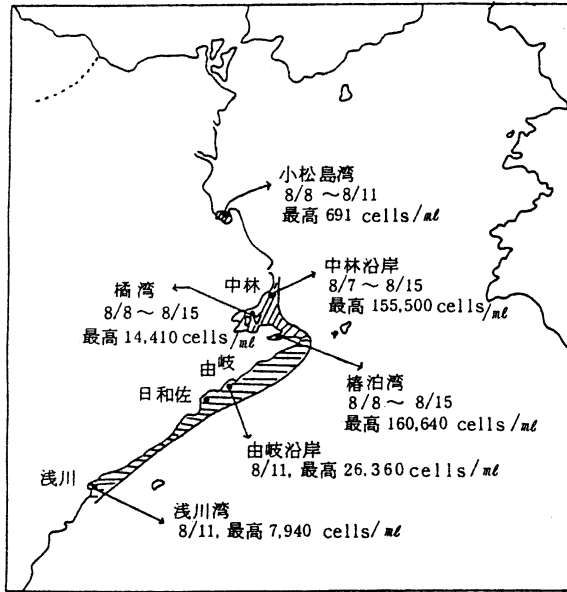 小松島湾
8/8 ～8/11
最高 691 cells/ml
中林沿岸
8/7 ～ 8/15
最高 155,500 cells/ml
中林
橘 湾
8/8～ 8/15
最高 14,410 cells/ml
椿泊湾
8/8 ～ 8/15
最高 160,640 cells/ml
由岐
日和佐
由岐沿岸
8/11, 最高 26,360 cells/ml
浅川
浅川湾
8/11, 最高 7,940 cells/ml